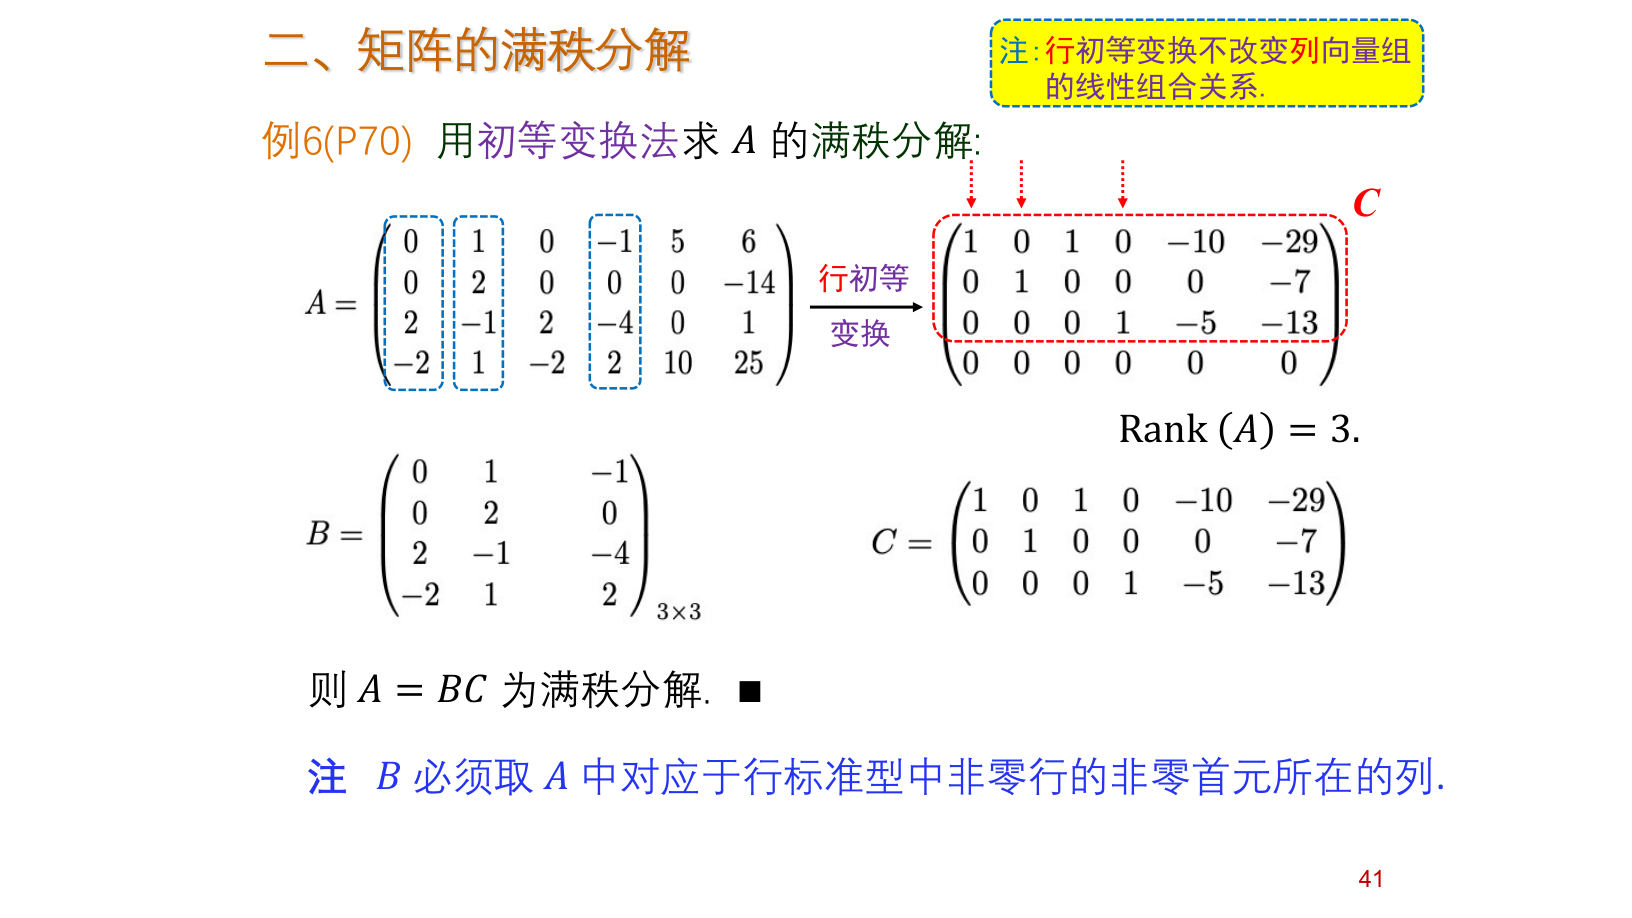 二、矩阵的满秩分解
注:行初等变换不改变列向量组
的线性组合关系.
例6(P70) 用初等变换法求 A 的满秩分解:
C
0 1 0 −1 5 6
0 2 0 0 0 −14
A = 2 −1 2 −4 0 1
−2 1 −2 2 10 25
行初等
变换
1 0 1 0 −10 −29
0 1 0 0 0 −7
0 0 0 1 −5 −13
0 0 0 0 0 0
Rank (A) = 3.
0 1 −1
0 2 0
B = 2 −1 −4
−2 1 2
3×3
1 0 1 0 −10 −29
C = 0 1 0 0 0 −7
0 0 0 1 −5 −13
则 A = BC 为满秩分解. ■
注 B 必须取 A 中对应于行标准型中非零行的非零首元所在的列.
41